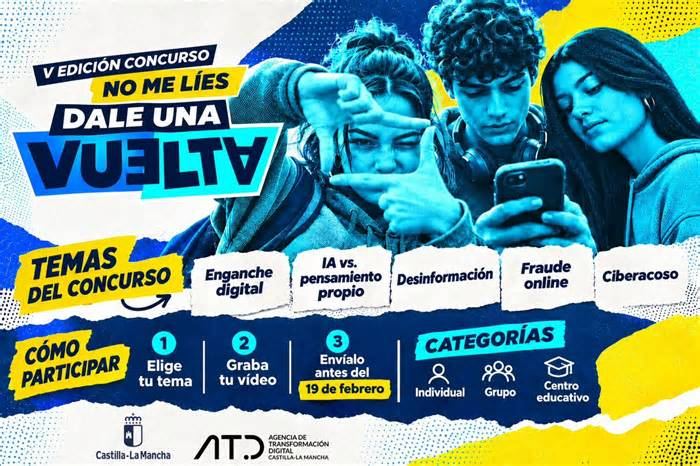 V EDICIÓN CONCURSO
NO ME LÍES
DALE UNA
VUELTA
TEMAS
DEL CONCURSO
Enganche
digital
IA vs.
pensamiento
propio
Desinformación
Fraude
online
Ciberacoso
CÓMO
PARTICIPAR
1
Elige
tu tema
2
Graba
tu vídeo
3
Envíalo
antes del
19 de febrero
CATEGORÍAS
Individual
Grupo
Centro
educativo
Castilla-La Mancha
ATD
AGENCIA DE
TRANSFORMACIÓN
DIGITAL
CASTILLA-LA MANCHA